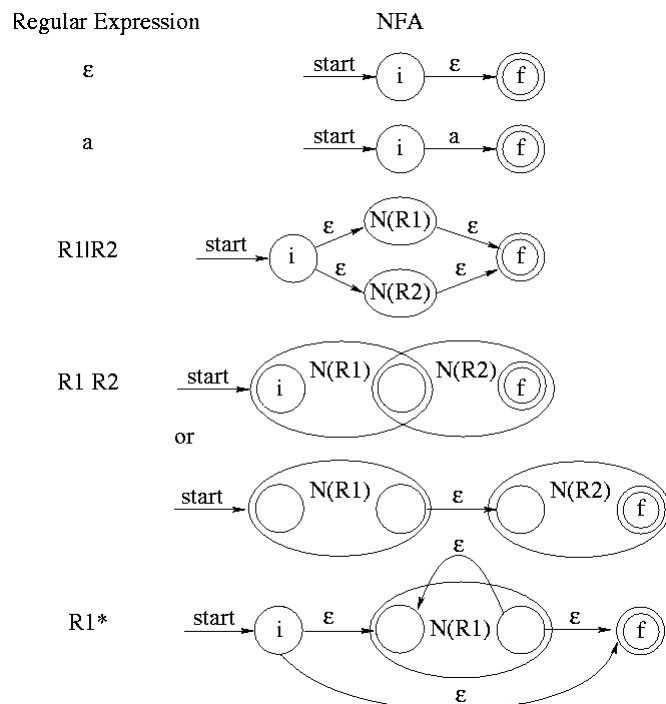 Regular Expression NFA
ε start i ε f
a start i a f
R1|R2 start i ε N(R1) ε ε N(R2) ε f
R1 R2 start i N(R1) N(R2) f
or
start N(R1) ε N(R2) f
ε
R1* start i ε N(R1) ε f
ε